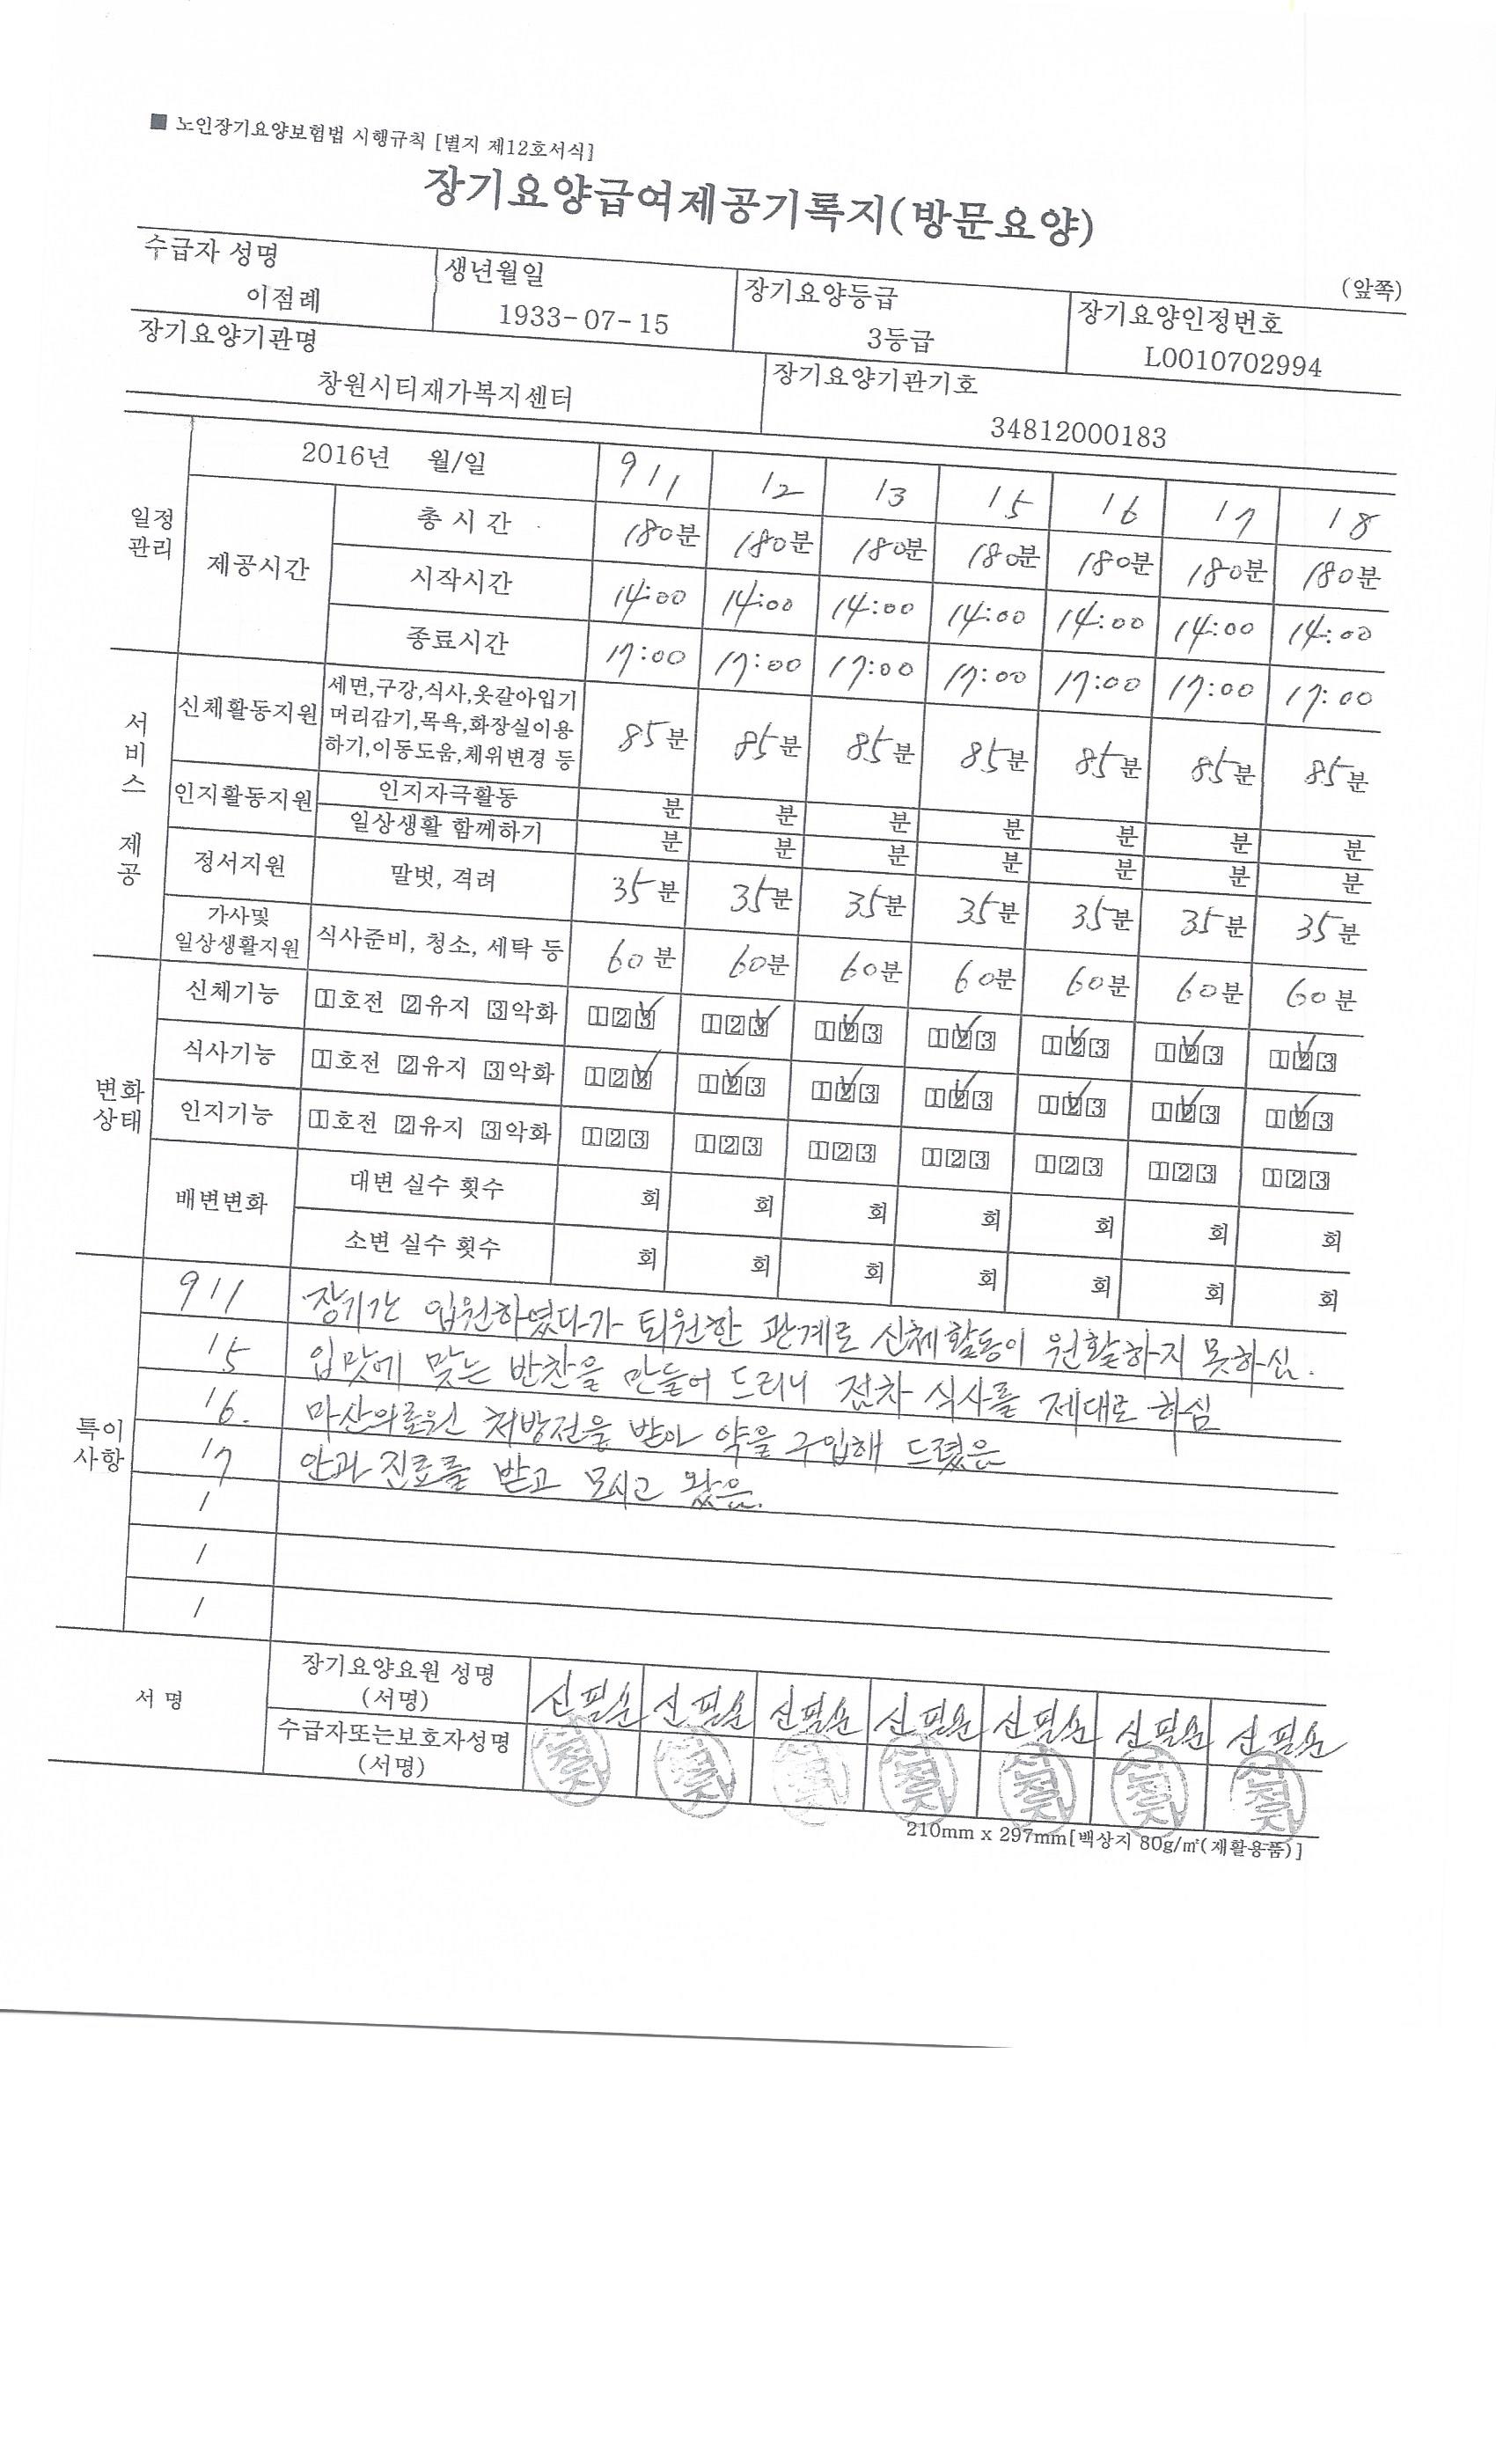 ■ 노인장기요양보험법 시행규칙 [별지 제12호서식]
장기요양급여제공기록지(방문요양)
(앞쪽)
수급자 성명 생년월일 장기요양등급 장기요양인정번호
이점례 1933-07-15 3등급 L0010702994
장기요양기관명 장기요양기관기호
창원시티재가복지센터 34812000183
일정관리
2016년 월/일 9/1 /2 /3 /5 /6 /7 /8
제공시간
총 시 간 180분 180분 180분 180분 180분 180분 180분
시작시간 14:00 14:00 14:00 14:00 14:00 14:00 14:00
종료시간 17:00 17:00 17:00 17:00 17:00 17:00 17:00
서비스 제공
신체활동지원
세면,구강,식사,옷갈아입기
머리감기,목욕,화장실이용
하기,이동도움,체위변경 등
85분 85분 85분 85분 85분 85분 85분
인지활동지원
인지자극활동 분 분 분 분 분 분 분
일상생활 함께하기 분 분 분 분 분 분 분
정서지원 말벗, 격려 35분 35분 35분 35분 35분 35분 35분
가사및
일상생활지원 식사준비, 청소, 세탁 등 60분 60분 60분 60분 60분 60분 60분
변화상태
신체기능 1호전 2유지 3악화 123 123 123 123 123 123 123
식사기능 1호전 2유지 3악화 123 123 123 123 123 123 123
인지기능 1호전 2유지 3악화 123 123 123 123 123 123 123
배변변화
대변 실수 횟수 회 회 회 회 회 회 회
소변 실수 횟수 회 회 회 회 회 회 회
특이사항
9/1 장기간 입원하였다가 퇴원한 관계로 신체활동이 원활하지 못하심.
/5 입맛에 맞는 반찬을 만들어 드리니 점차 식사를 제대로 하심
/6. 마산의료원 처방전을 받아 약을 구입해 드렸음
/7 안과 진료를 받고 모시고 왔음.
/
/
/
서 명
장기요양요원 성명
(서명)
신필순 신필순 신필순 신필순 신필순 신필순 신필순
수급자또는보호자성명
(서명)
210mm x 297mm[백상지 80g/㎡(재활용품)]